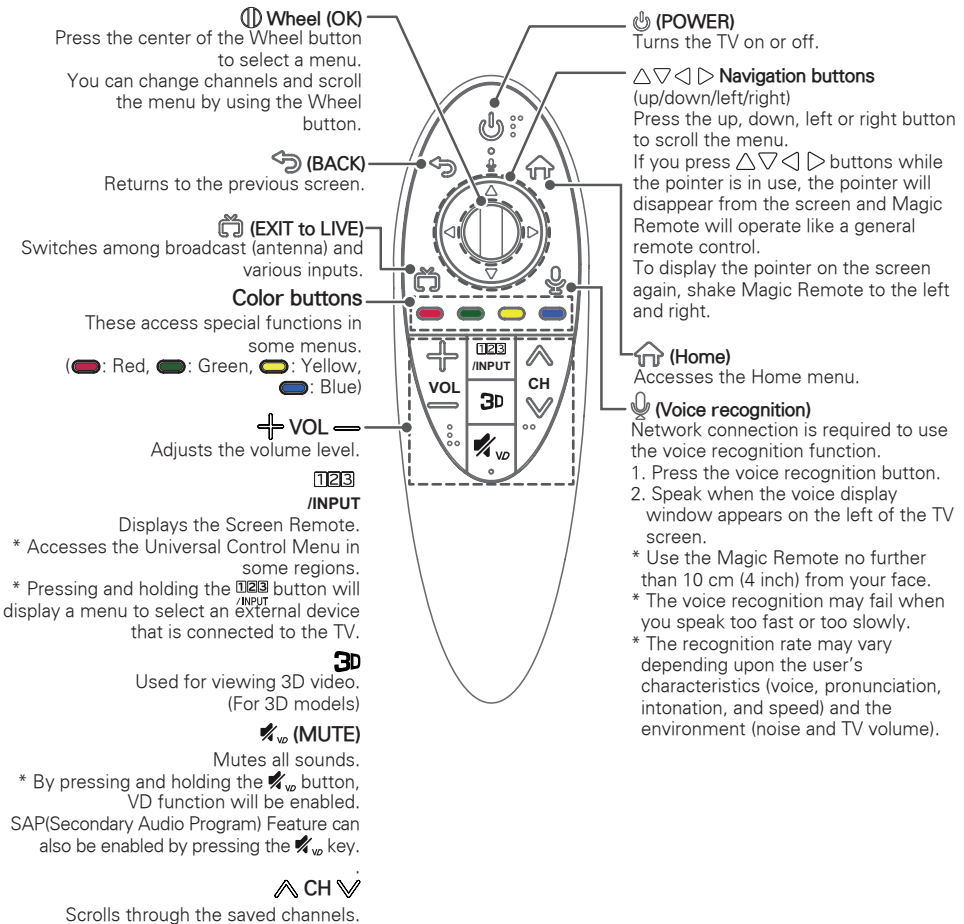 Wheel (OK)
Press the center of the Wheel button
to select a menu.
You can change channels and scroll
the menu by using the Wheel
button.
(BACK)
Returns to the previous screen.
(EXIT to LIVE)
Switches among broadcast (antenna) and
various inputs.
Color buttons
These access special functions in
some menus.
( : Red, : Green, : Yellow,
: Blue)
VOL
Adjusts the volume level.
123
/INPUT
Displays the Screen Remote.
* Accesses the Universal Control Menu in
some regions.
* Pressing and holding the 123 /INPUT button will
display a menu to select an external device
that is connected to the TV.
3D
Used for viewing 3D video.
(For 3D models)
VD (MUTE)
Mutes all sounds.
* By pressing and holding the VD button,
VD function will be enabled.
SAP(Secondary Audio Program) Feature can
also be enabled by pressing the VD key.
.
CH
Scrolls through the saved channels.
123
/INPUT
VOL
CH
3D
VD
(POWER)
Turns the TV on or off.
△▽◁ ▷ Navigation buttons
(up/down/left/right)
Press the up, down, left or right button
to scroll the menu.
If you press △▽◁ ▷ buttons while
the pointer is in use, the pointer will
disappear from the screen and Magic
Remote will operate like a general
remote control.
To display the pointer on the screen
again, shake Magic Remote to the left
and right.
(Home)
Accesses the Home menu.
(Voice recognition)
Network connection is required to use
the voice recognition function.
1. Press the voice recognition button.
2. Speak when the voice display
window appears on the left of the TV
screen.
* Use the Magic Remote no further
than 10 cm (4 inch) from your face.
* The voice recognition may fail when
you speak too fast or too slowly.
* The recognition rate may vary
depending upon the user's
characteristics (voice, pronunciation,
intonation, and speed) and the
environment (noise and TV volume).